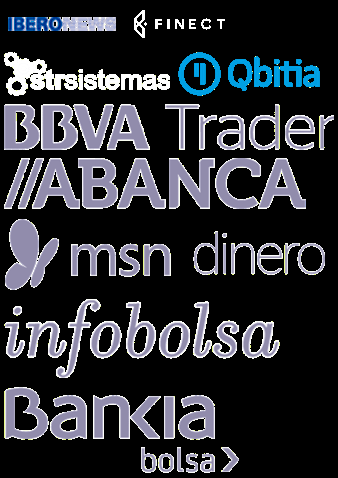 IBERONEWS FINECT
strsistemas Qbitia
BBVA Trader
//ABANCA
msn dinero
infobolsa
Bankia
bolsa